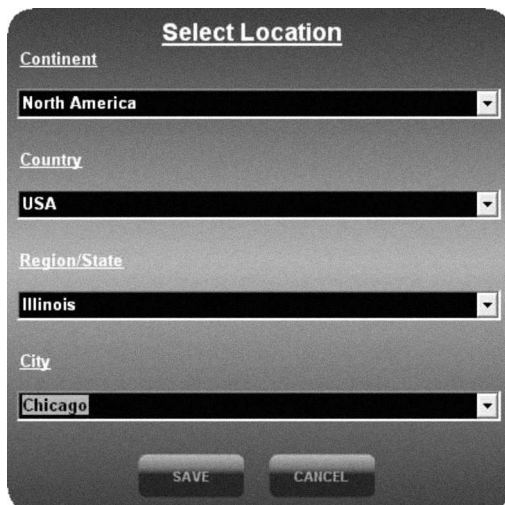 Select Location
Continent
North America
Country
USA
Region/State
Illinois
City
Chicago
SAVE CANCEL